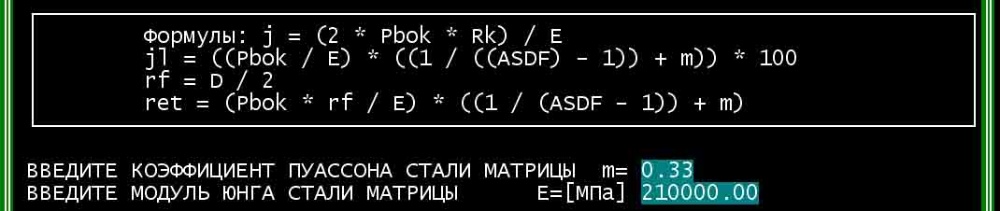 Формулы: j = (2 * Pbok * Rk) / E
jl = ((Pbok / E) * ((1 / ((ASDF) - 1)) + m)) * 100
rf = D / 2
ret = (Pbok * rf / E) * ((1 / (ASDF - 1)) + m)
ВВЕДИТЕ КОЭФФИЦИЕНТ ПУАССОНА СТАЛИ МАТРИЦЫ m= 0.33
ВВЕДИТЕ МОДУЛЬ ЮНГА СТАЛИ МАТРИЦЫ E=[МПа] 210000.00